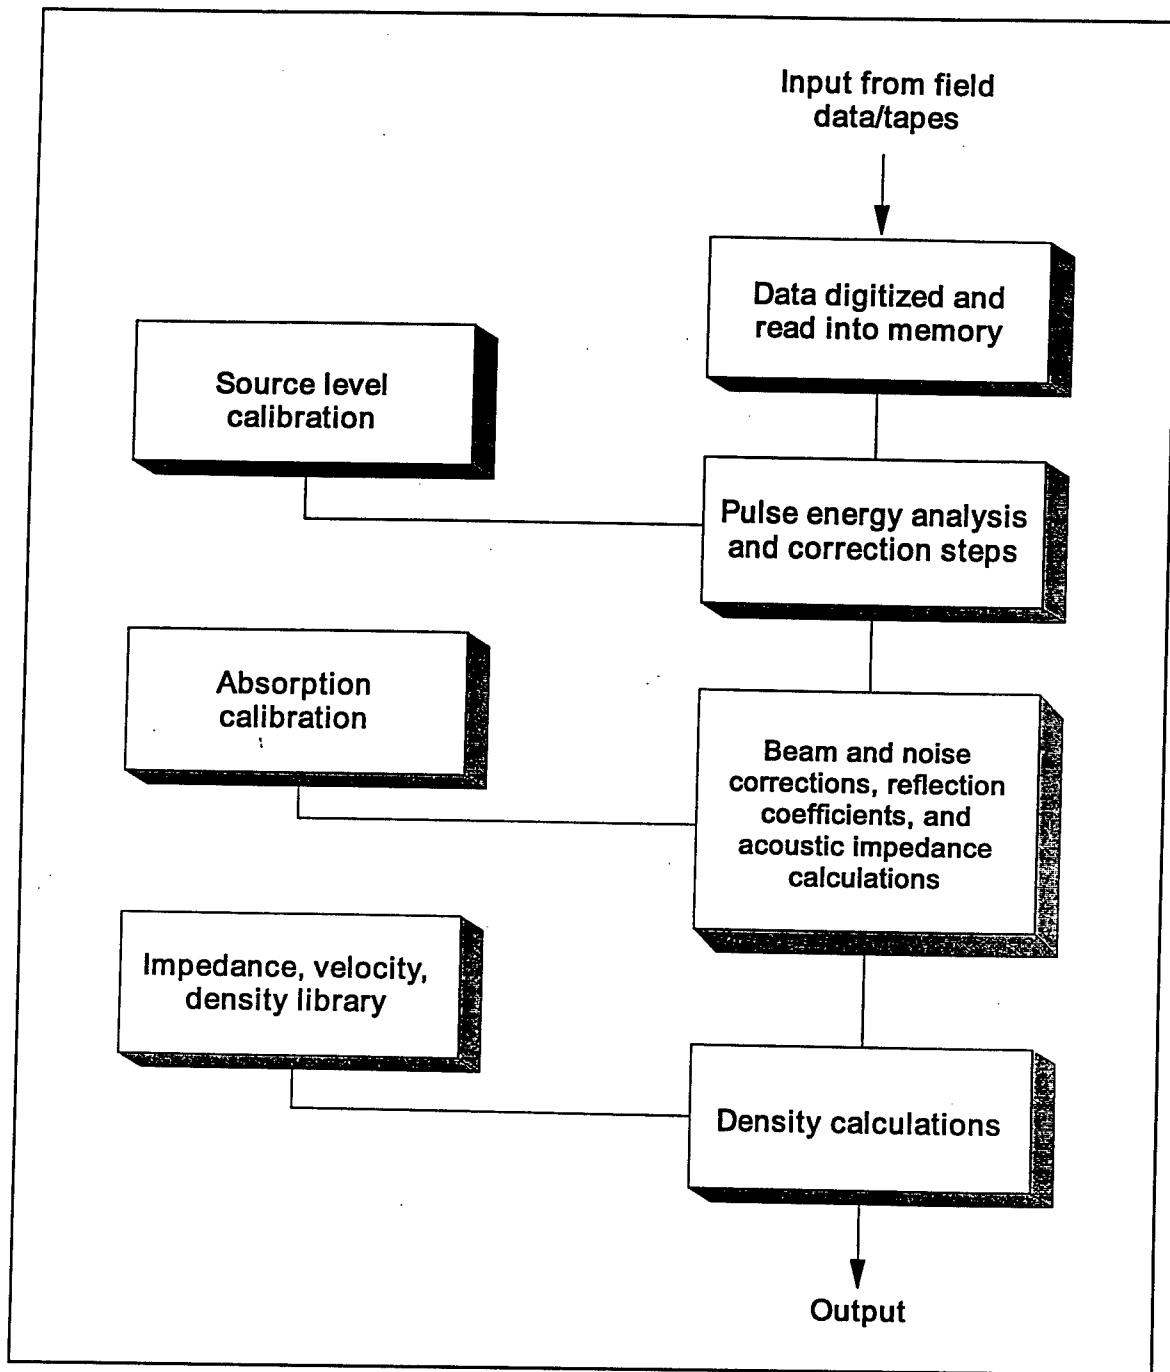 Input from field
data/tapes
Data digitized and
read into memory
Source level
calibration
Pulse energy analysis
and correction steps
Absorption
calibration
Beam and noise
corrections, reflection
coefficients, and
acoustic impedance
calculations
Impedance, velocity,
density library
Density calculations
Output